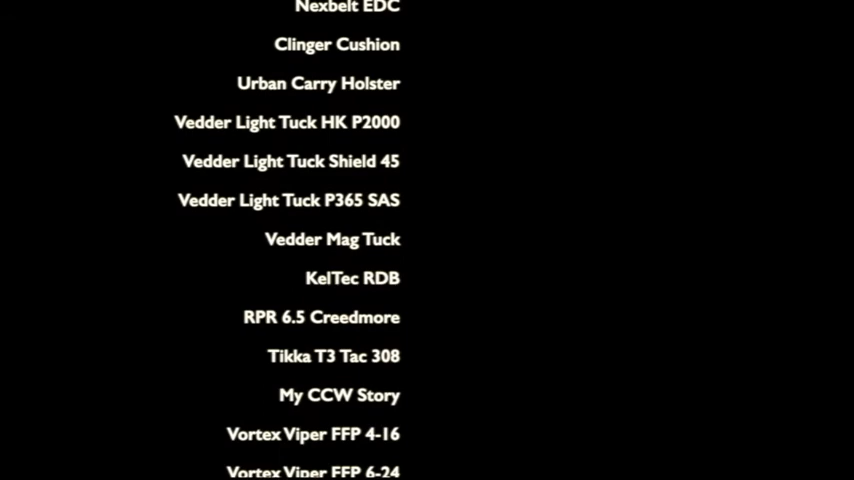 Nexbelt EDC
Clinger Cushion
Urban Carry Holster
Vedder Light Tuck HK P2000
Vedder Light Tuck Shield 45
Vedder Light Tuck P365 SAS
Vedder Mag Tuck
KelTec RDB
RPR 6.5 Creedmore
Tikka T3 Tac 308
My CCW Story
Vortex Viper FFP 4-16
Vortex Viper FFP 6-24